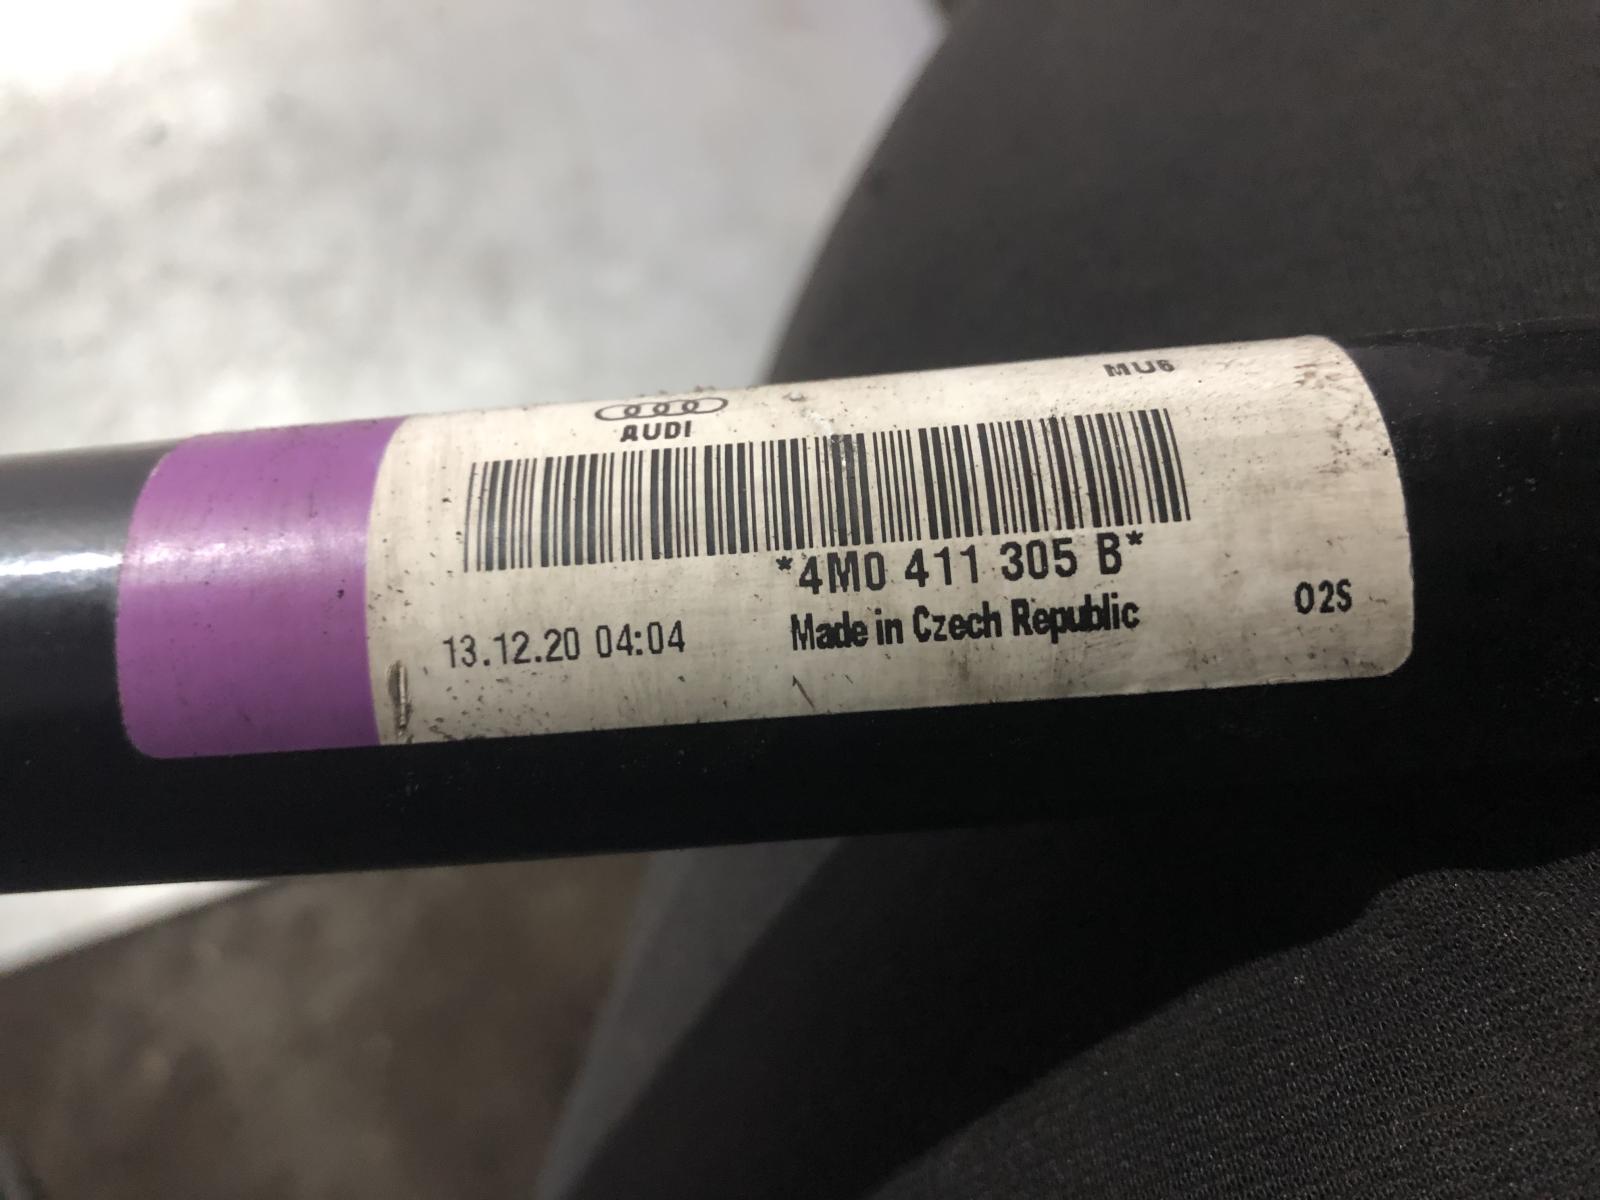 MU6
AUDI
*4M0 411 305 B*
13.12.20 04:04 Made in Czech Republic 02S